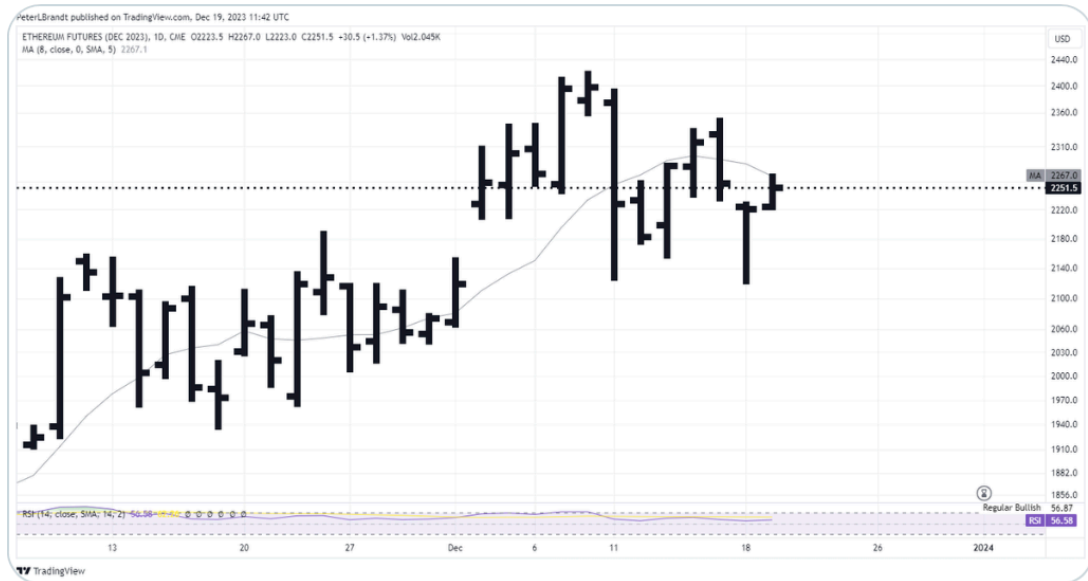 PeterLBrandt published on TradingView.com, Dec 19, 2023 11:42 UTC
ETHEREUM FUTURES (DEC 2023), 1D, CME O2223.5 H2267.0 L2223.0 C2251.5 +30.5 (+1.37%) Vol2.045K
MA (8, close, 0, SMA, 5) 2267.1
USD
2440.0
2400.0
2360.0
2310.0
2270.0
MA 2267.0
2251.5
2220.0
2180.0
2140.0
2100.0
2060.0
2030.0
2000.0
1970.0
1940.0
1910.0
1882.0
1856.0
Regular Bullish 56.87
RSI (14, close, SMA, 14, 2) 56.58 Ø Ø Ø Ø Ø Ø
RSI 56.58
13 20 27 Dec 6 11 18 26 2024
TradingView